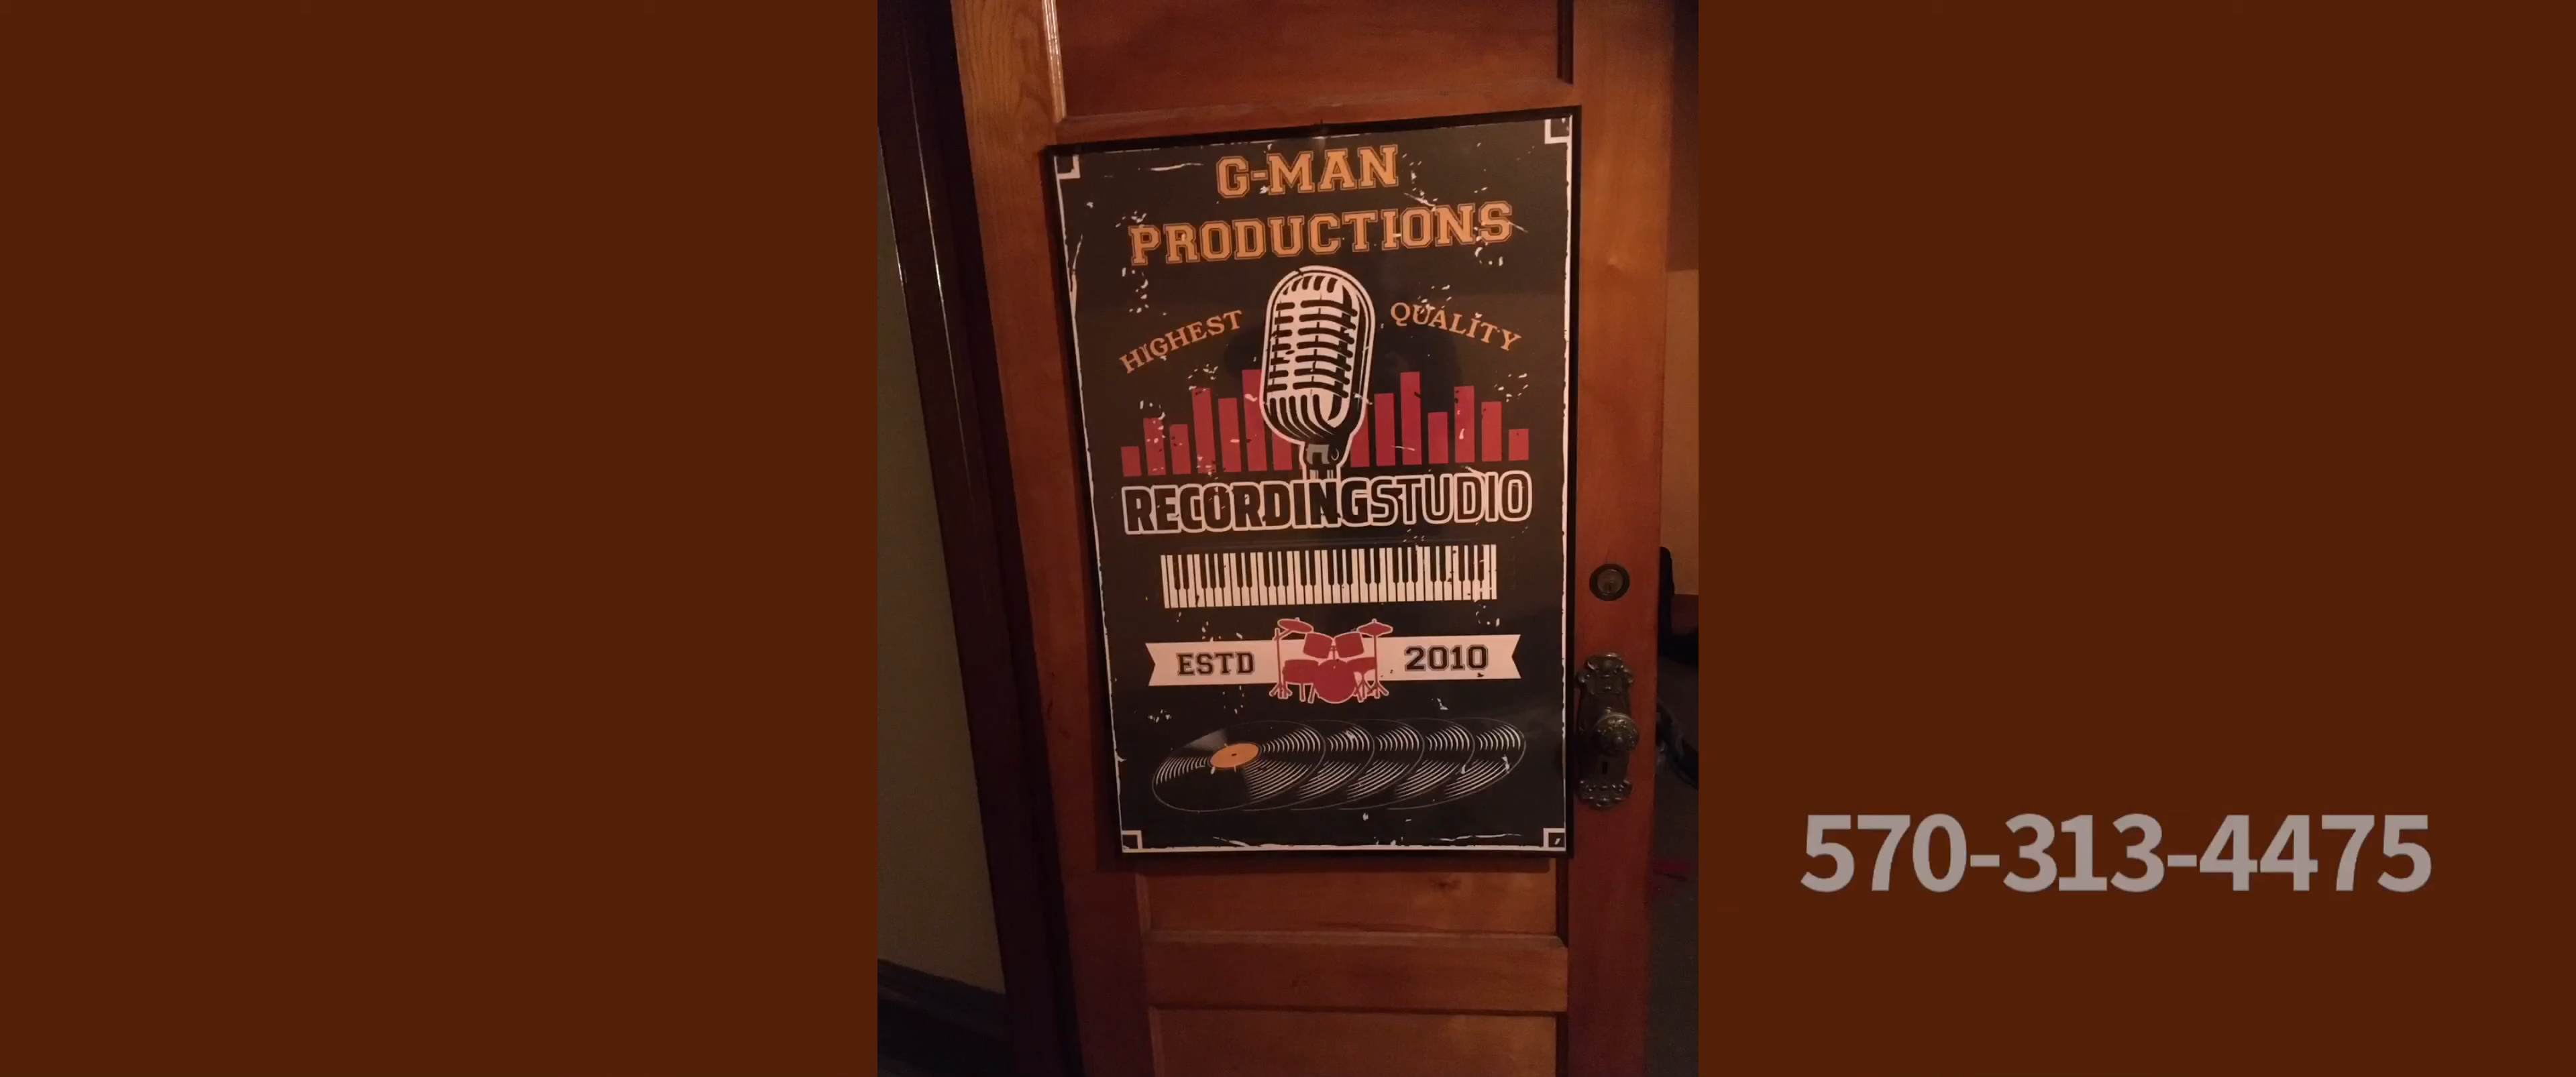 G-MAN
PRODUCTIONS
HIGHEST QUALITY
RECORDINGSTUDIO
ESTD 2010
570-313-4475